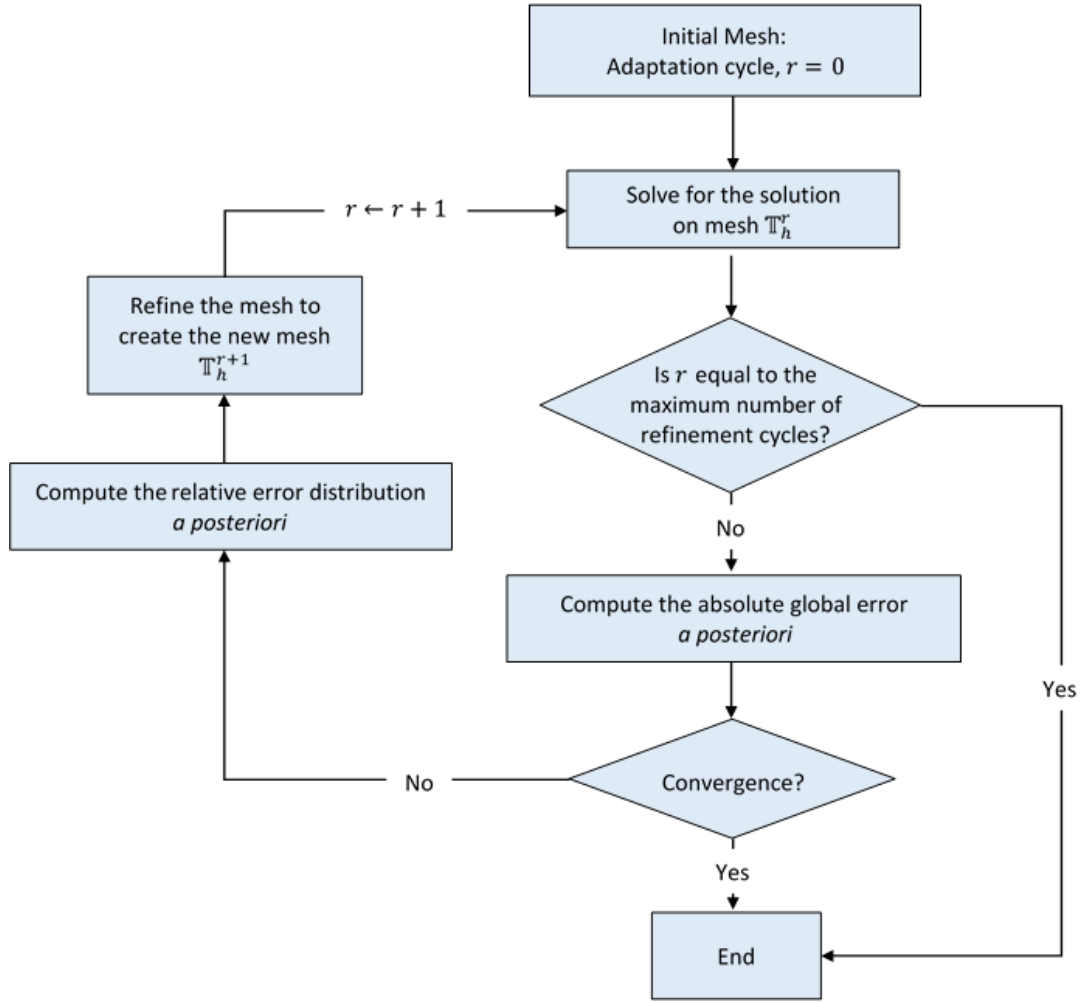 Initial Mesh:
Adaptation cycle, 𝑟 = 0
Solve for the solution
on mesh 𝕋ₕʳ
𝑟 ← 𝑟 + 1
Refine the mesh to
create the new mesh
𝕋ₕʳ⁺¹
Is 𝑟 equal to the
maximum number of
refinement cycles?
Compute the relative error distribution
a posteriori
No
Compute the absolute global error
a posteriori
Yes
No
Convergence?
Yes
End